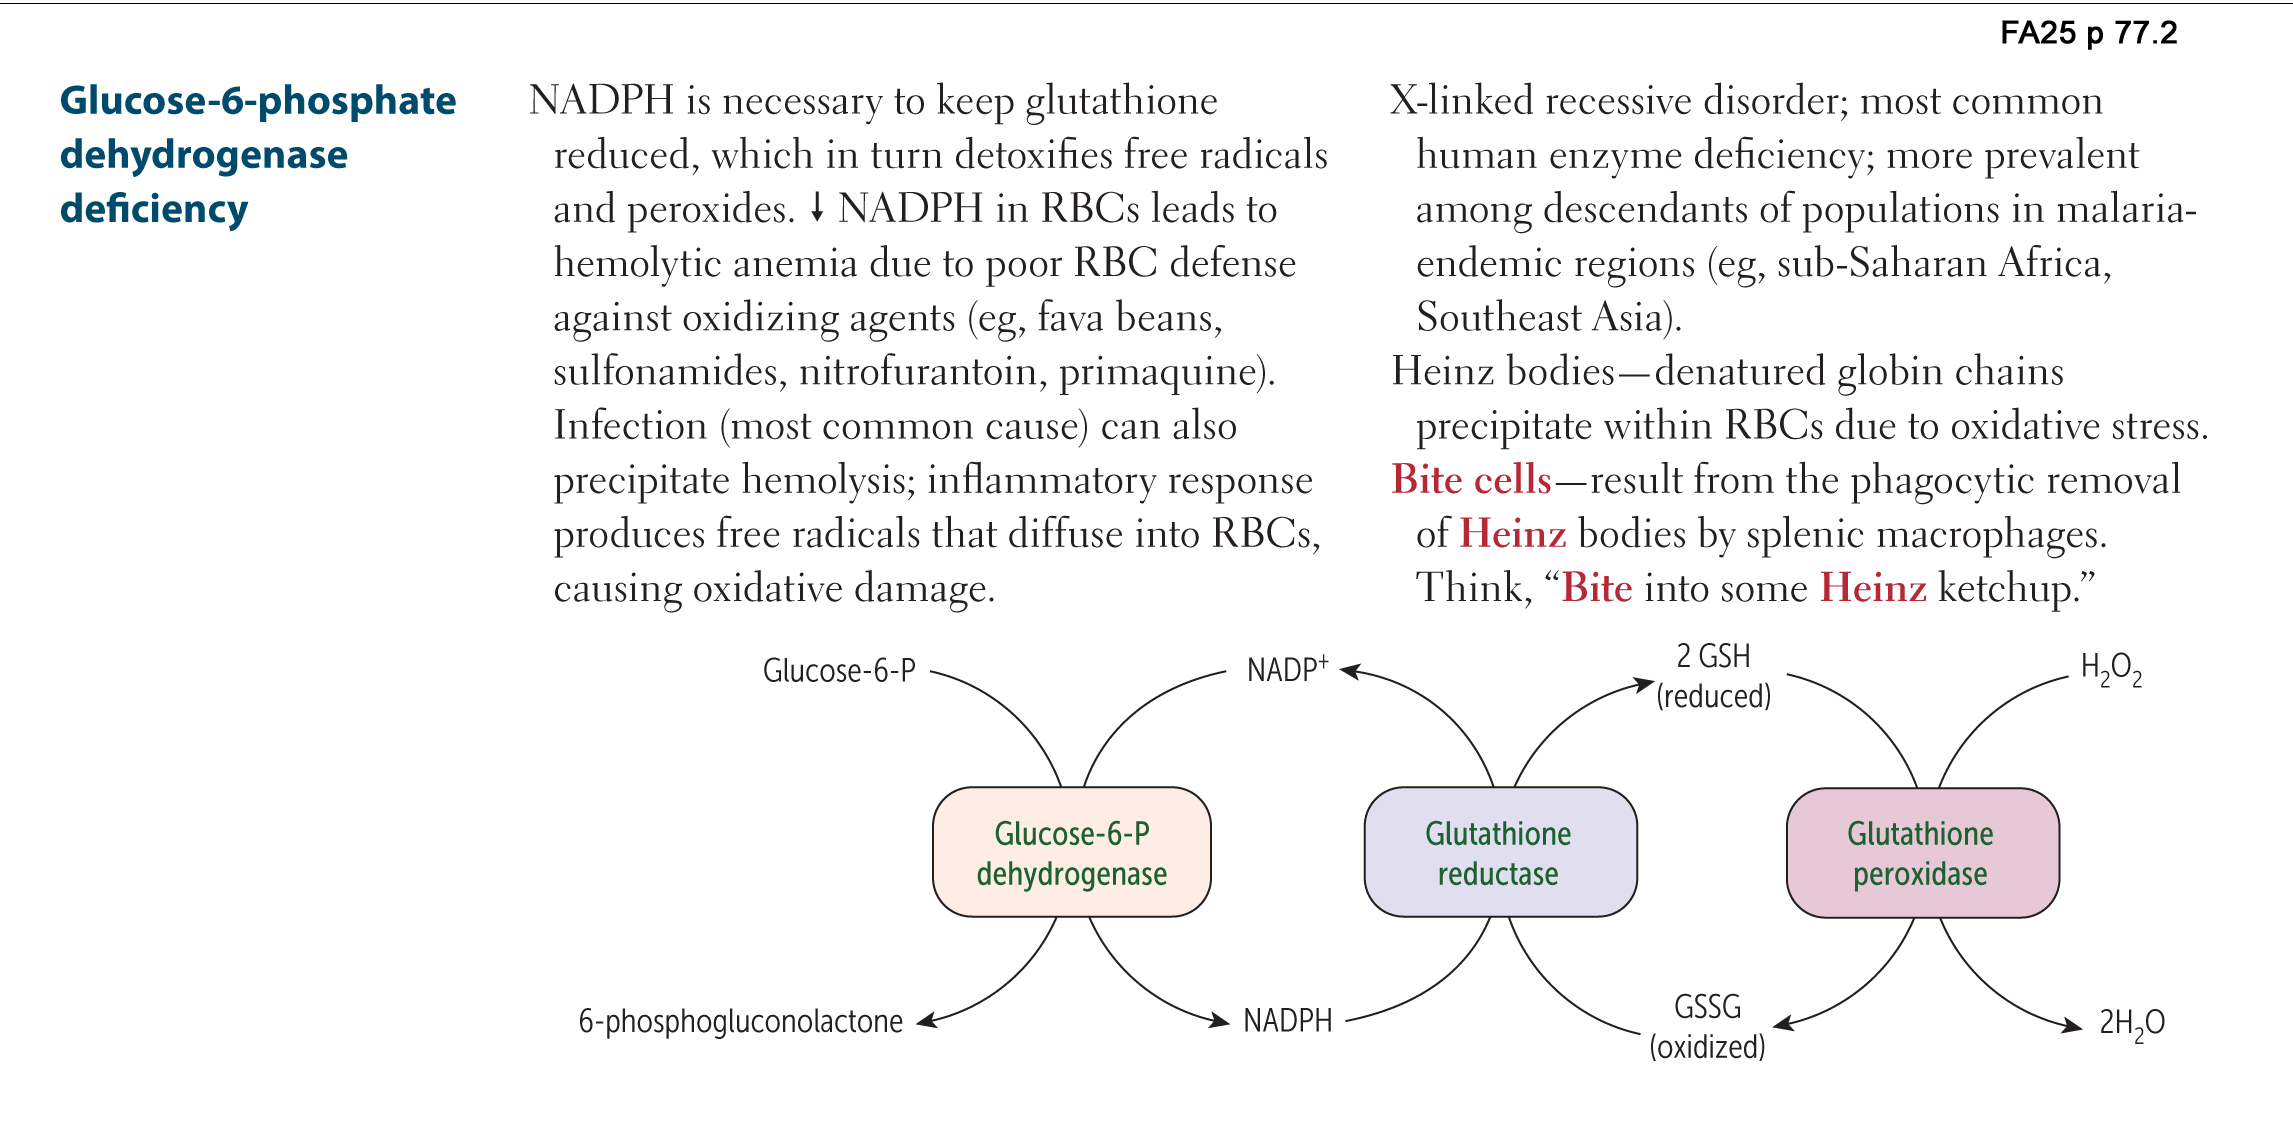 FA25 p 77.2
Glucose-6-phosphate
dehydrogenase
deficiency
NADPH is necessary to keep glutathione
reduced, which in turn detoxifies free radicals
and peroxides. ↓ NADPH in RBCs leads to
hemolytic anemia due to poor RBC defense
against oxidizing agents (eg, fava beans,
sulfonamides, nitrofurantoin, primaquine).
Infection (most common cause) can also
precipitate hemolysis; inflammatory response
produces free radicals that diffuse into RBCs,
causing oxidative damage.
X-linked recessive disorder; most common
human enzyme deficiency; more prevalent
among descendants of populations in malaria-
endemic regions (eg, sub-Saharan Africa,
Southeast Asia).
Heinz bodies—denatured globin chains
precipitate within RBCs due to oxidative stress.
Bite cells—result from the phagocytic removal
of Heinz bodies by splenic macrophages.
Think, “Bite into some Heinz ketchup.”
Glucose-6-P
NADP⁺
2 GSH
(reduced)
H₂O₂
Glucose-6-P
dehydrogenase
Glutathione
reductase
Glutathione
peroxidase
6-phosphogluconolactone
NADPH
GSSG
(oxidized)
2H₂O